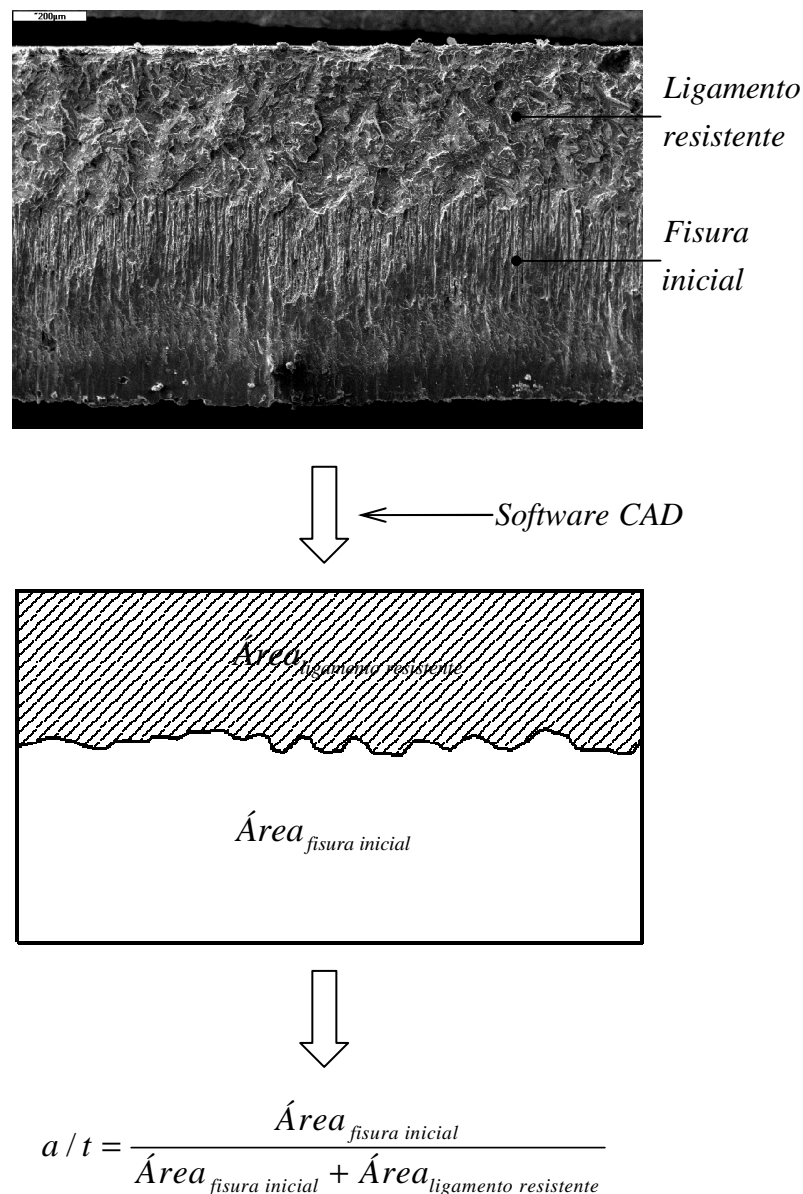 "200µm
Ligamento
resistente
Fisura
inicial
Software CAD
Área ligamento resistente
Área fisura inicial
a / t = Área fisura inicial / Área fisura inicial + Área ligamento resistente